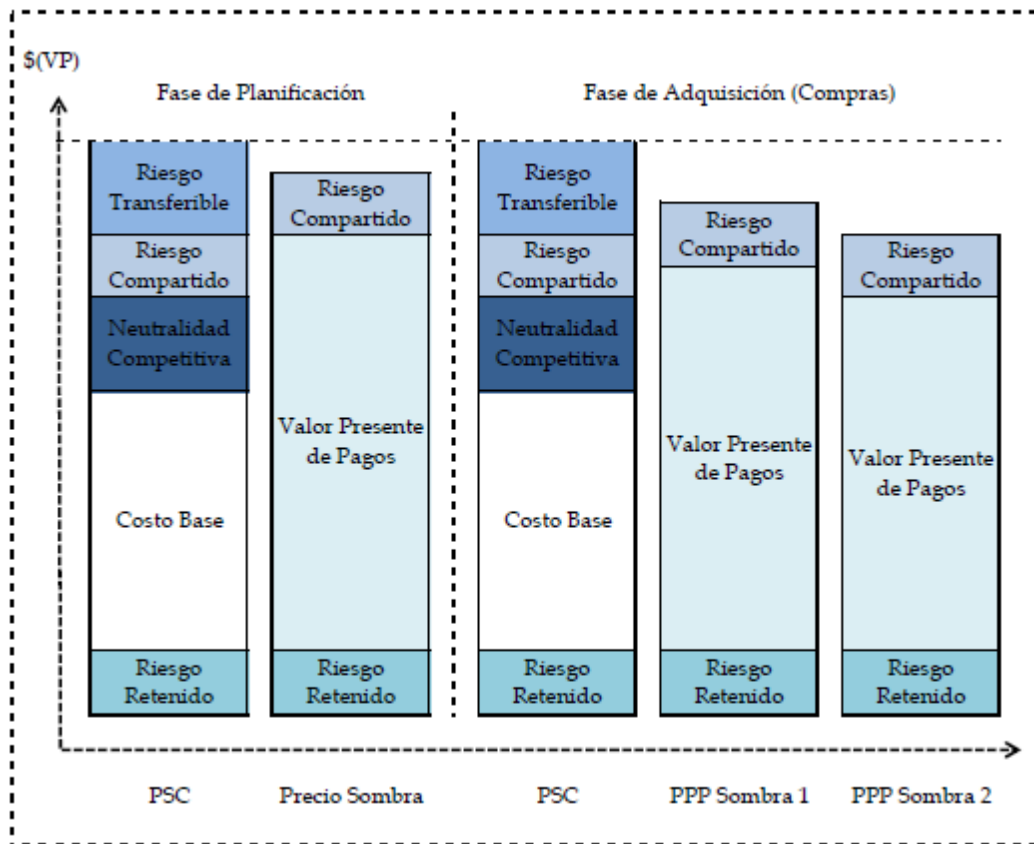 $(VP)
Fase de Planificación
Fase de Adquisición (Compras)
Riesgo
Transferible
Riesgo
Compartido
Neutralidad
Competitiva
Costo Base
Riesgo
Retenido
Riesgo
Compartido
Valor Presente
de Pagos
Riesgo
Retenido
Riesgo
Transferible
Riesgo
Compartido
Neutralidad
Competitiva
Costo Base
Riesgo
Retenido
Riesgo
Compartido
Valor Presente
de Pagos
Riesgo
Retenido
Riesgo
Compartido
Valor Presente
de Pagos
Riesgo
Retenido
PSC
Precio Sombra
PSC
PPP Sombra 1
PPP Sombra 2